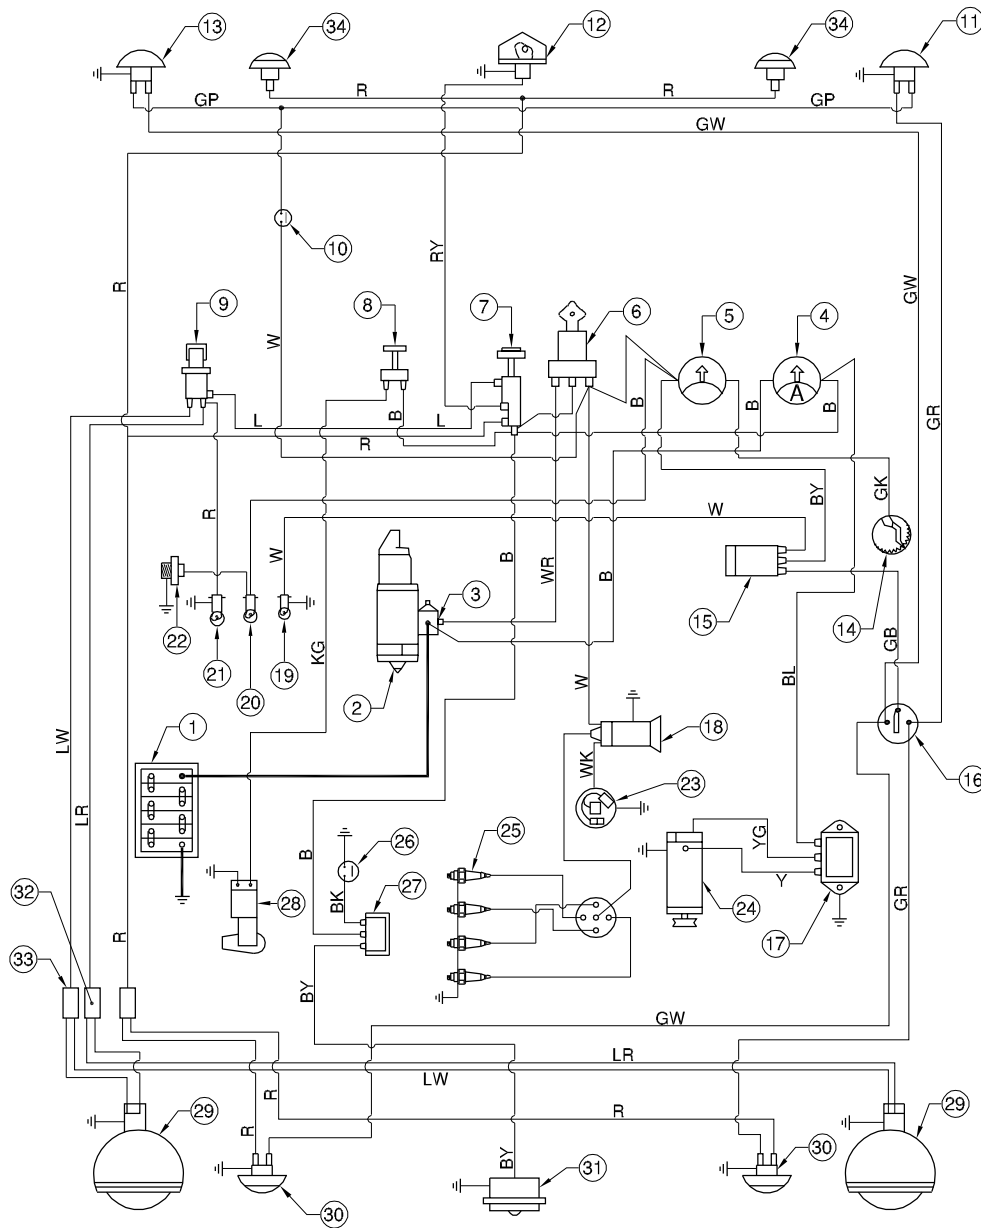 13
34
12
34
11
R
R
GP
GP
GW
10
RY
R
GW
9
8
7
6
5
4
W
A
B
B
B
B
GR
L
L
R
GK
BY
R
W
W
B
WR
B
3
15
14
22
21
20
19
KG
GB
2
BL
1
W
18
16
LW
WK
23
LR
B
26
25
YG
BK
27
Y
24
GR
32
28
17
33
R
BY
GW
LR
LW
R
R
29
R
BY
30
31
30
29